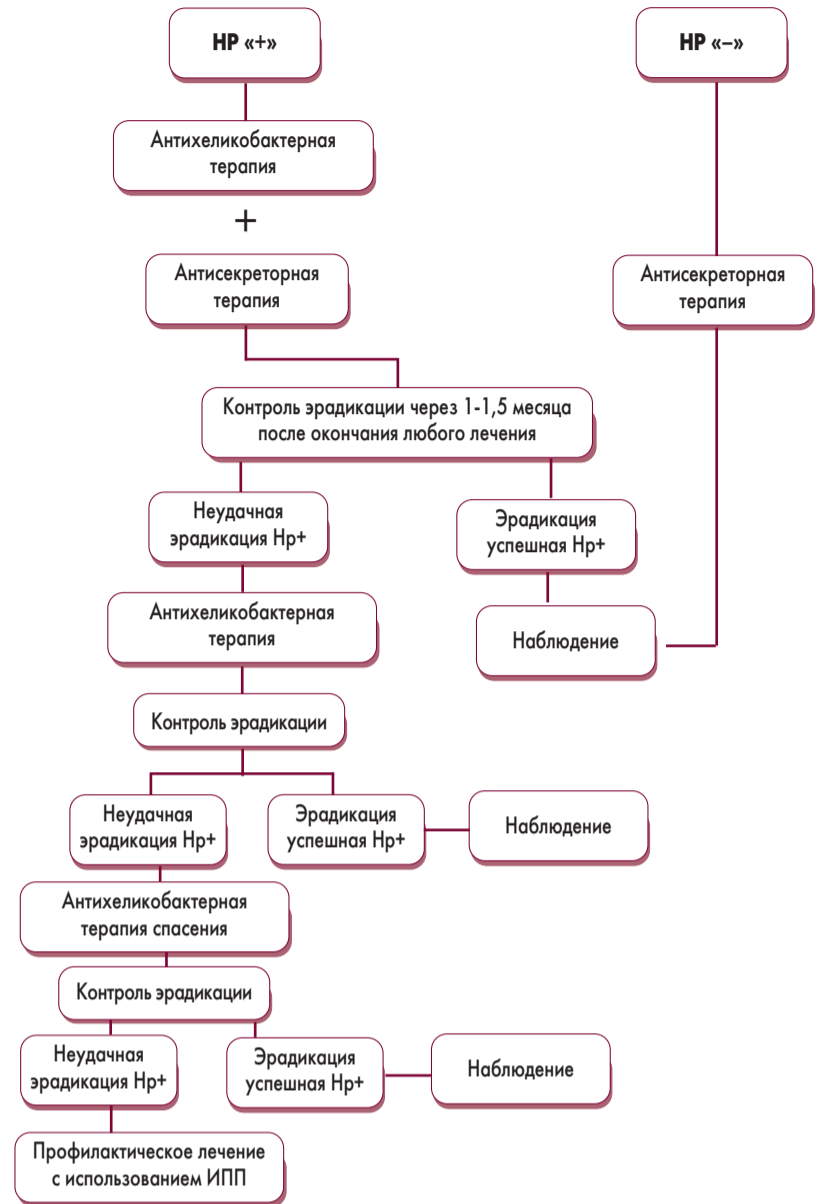 HP «+»
HP «–»
Антихеликобактерная
терапия
+
Антисекреторная
терапия
Антисекреторная
терапия
Контроль эрадикации через 1-1,5 месяца
после окончания любого лечения
Неудачная
эрадикация Hp+
Эрадикация
успешная Hp+
Антихеликобактерная
терапия
Наблюдение
Контроль эрадикации
Неудачная
эрадикация Hp+
Эрадикация
успешная Hp+
Наблюдение
Антихеликобактерная
терапия спасения
Контроль эрадикации
Неудачная
эрадикация Hp+
Эрадикация
успешная Hp+
Наблюдение
Профилактическое лечение
с использованием ИПП